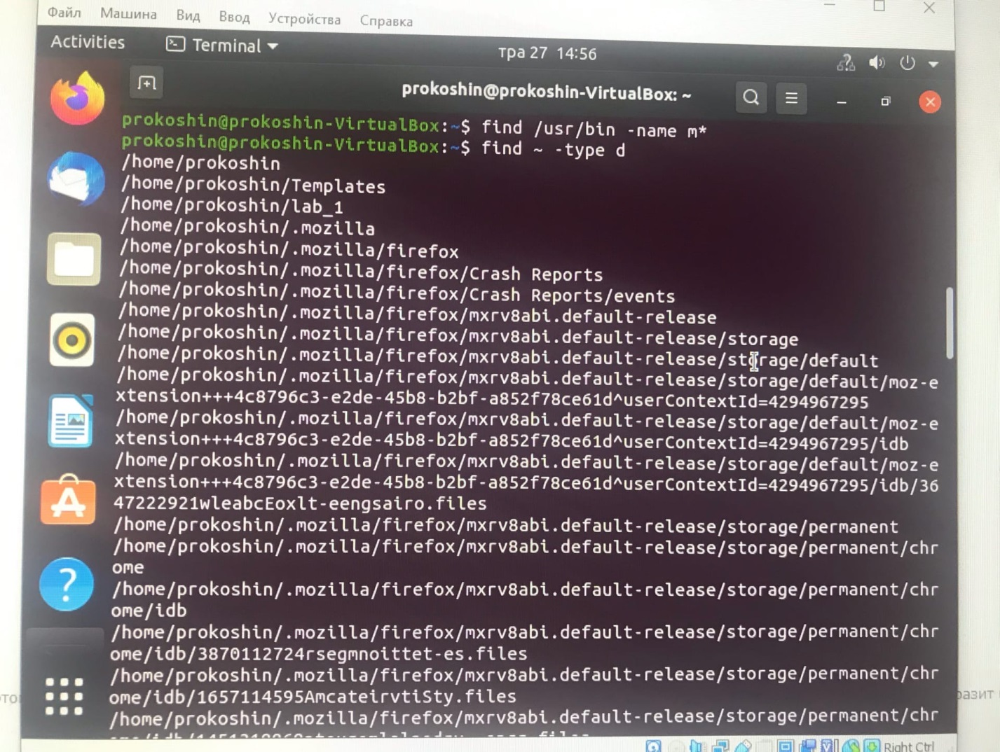 Файл Машина Вид Ввод Устройства Справка
Activities Terminal тра 27 14:56
prokoshin@prokoshin-VirtualBox: ~
prokoshin@prokoshin-VirtualBox:~$ find /usr/bin -name m*
prokoshin@prokoshin-VirtualBox:~$ find ~ -type d
/home/prokoshin
/home/prokoshin/Templates
/home/prokoshin/lab_1
/home/prokoshin/.mozilla
/home/prokoshin/.mozilla/firefox
/home/prokoshin/.mozilla/firefox/Crash Reports
/home/prokoshin/.mozilla/firefox/Crash Reports/events
/home/prokoshin/.mozilla/firefox/mxrv8abi.default-release
/home/prokoshin/.mozilla/firefox/mxrv8abi.default-release/storage
/home/prokoshin/.mozilla/firefox/mxrv8abi.default-release/storage/default
/home/prokoshin/.mozilla/firefox/mxrv8abi.default-release/storage/default/moz-e
xtension+++4c8796c3-e2de-45b8-b2bf-a852f78ce61d^userContextId=4294967295
/home/prokoshin/.mozilla/firefox/mxrv8abi.default-release/storage/default/moz-e
xtension+++4c8796c3-e2de-45b8-b2bf-a852f78ce61d^userContextId=4294967295/idb
/home/prokoshin/.mozilla/firefox/mxrv8abi.default-release/storage/default/moz-e
xtension+++4c8796c3-e2de-45b8-b2bf-a852f78ce61d^userContextId=4294967295/idb/36
47222921wleabcEoxlt-eengsairo.files
/home/prokoshin/.mozilla/firefox/mxrv8abi.default-release/storage/permanent
/home/prokoshin/.mozilla/firefox/mxrv8abi.default-release/storage/permanent/chr
ome
/home/prokoshin/.mozilla/firefox/mxrv8abi.default-release/storage/permanent/chr
ome/idb
/home/prokoshin/.mozilla/firefox/mxrv8abi.default-release/storage/permanent/chr
ome/idb/3870112724rsegmnoittet-es.files
/home/prokoshin/.mozilla/firefox/mxrv8abi.default-release/storage/permanent/chr
ome/idb/1657114595AmcateirvtiSty.files
/home/prokoshin/.mozilla/firefox/mxrv8abi.default-release/storage/permanent/chr
Right Ctrl